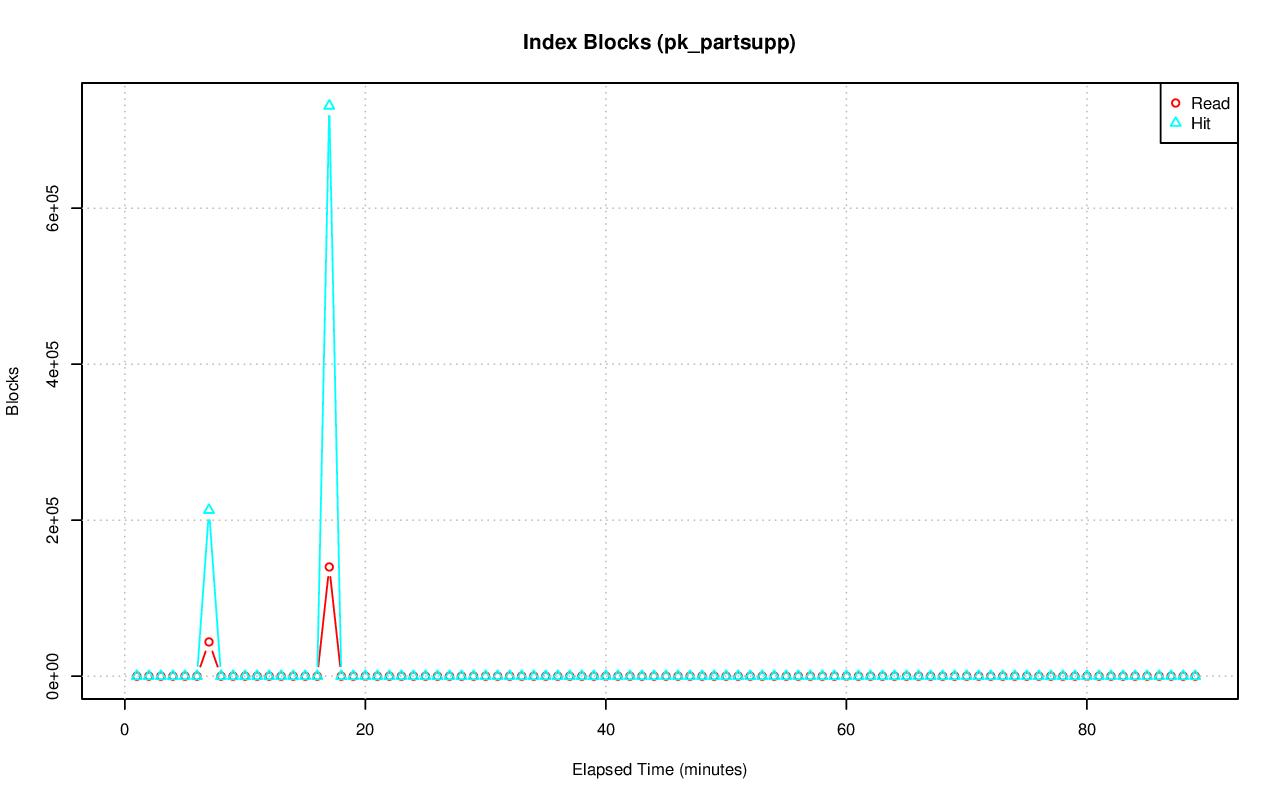 Index Blocks (pk_partsupp)
Read
Hit
Blocks
6e+05
4e+05
2e+05
0e+00
0 20 40 60 80
Elapsed Time (minutes)